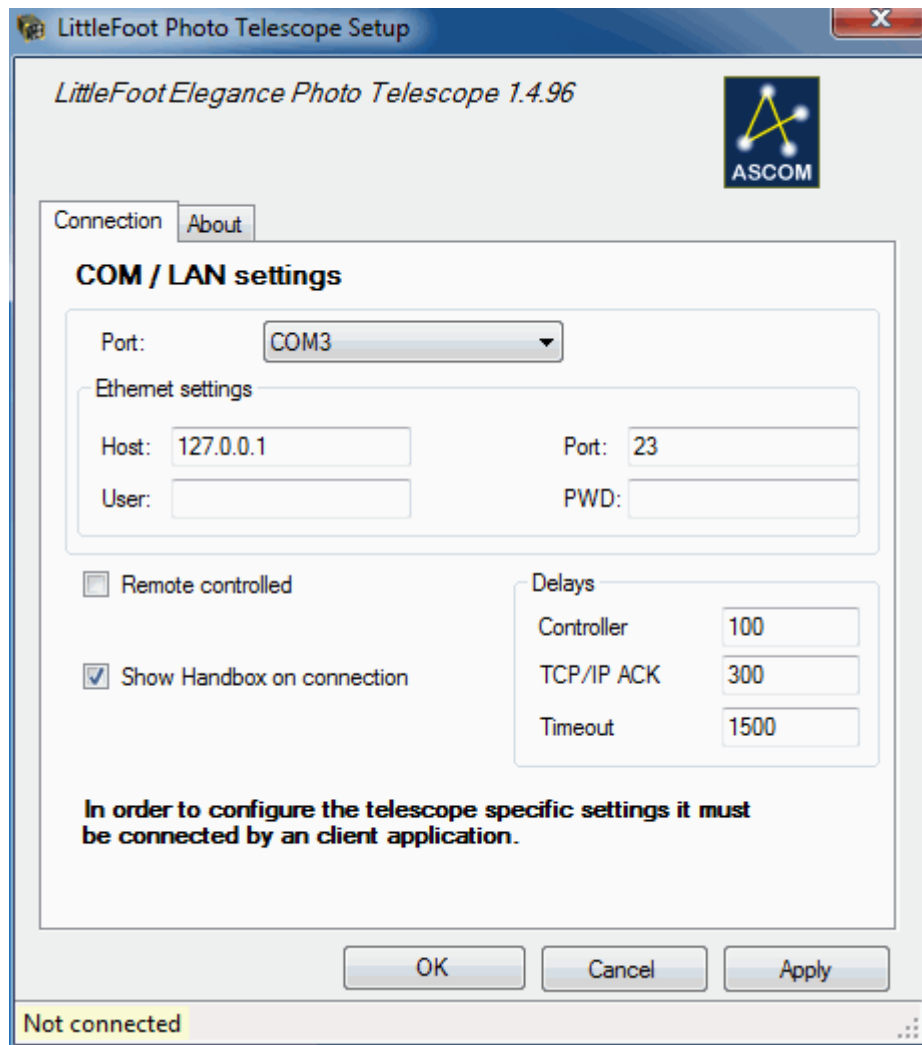 LittleFoot Photo Telescope Setup
LittleFoot Elegance Photo Telescope 1.4.96
ASCOM
Connection About
COM / LAN settings
Port: COM3
Ethernet settings
Host: 127.0.0.1 Port: 23
User: PWD:
Remote controlled Delays
Controller 100
Show Handbox on connection TCP/IP ACK 300
Timeout 1500
In order to configure the telescope specific settings it must
be connected by an client application.
OK Cancel Apply
Not connected